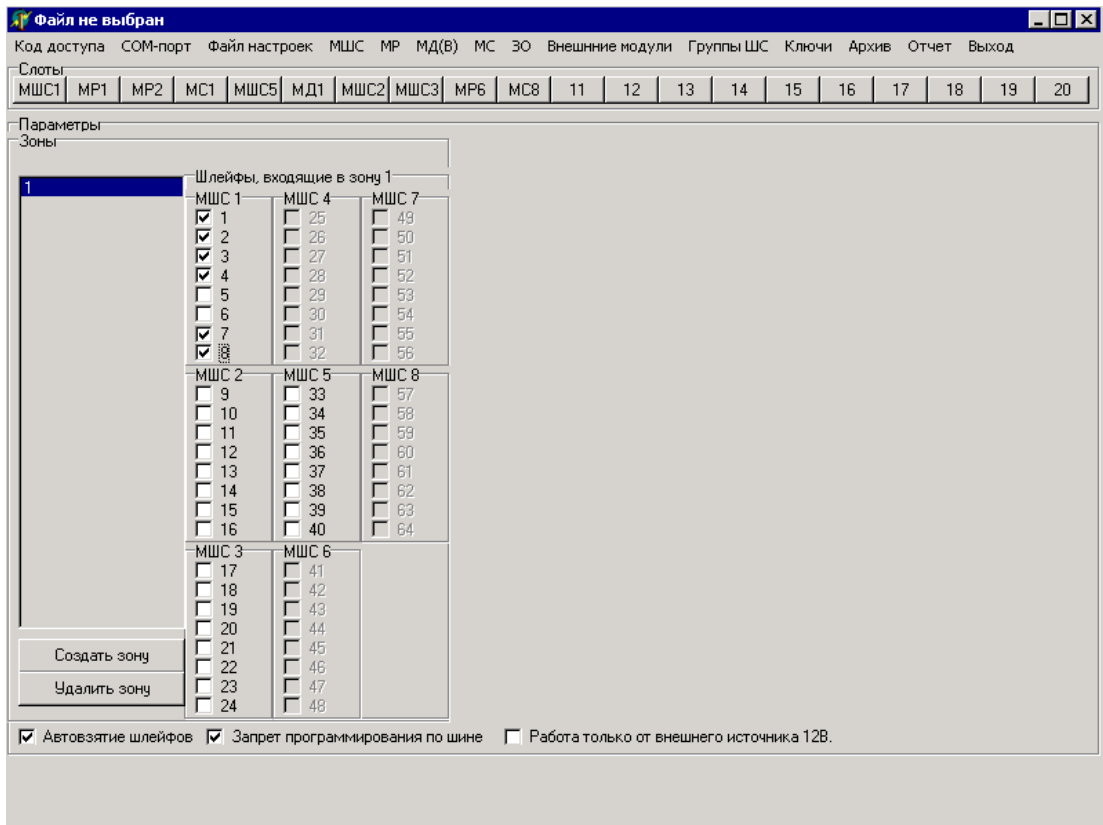 Файл не выбран
Код доступа COM-порт Файл настроек МШС МР МД(В) МС ЗО Внешнние модули Группы ШС Ключи Архив Отчет Выход
Слоты
МШС1 МР1 МР2 МС1 МШС5 МД1 МШС2 МШС3 МР6 МС8 11 12 13 14 15 16 17 18 19 20
Параметры
Зоны
Шлейфы, входящие в зону 1
1
МШС 1 МШС 4 МШС 7
1 25 49
2 26 50
3 27 51
4 28 52
5 29 53
6 30 54
7 31 55
8 32 56
МШС 2 МШС 5 МШС 8
9 33 57
10 34 58
11 35 59
12 36 60
13 37 61
14 38 62
15 39 63
16 40 64
МШС 3 МШС 6
17 41
18 42
19 43
20 44
21 45
22 46
23 47
24 48
Создать зону
Удалить зону
Автовзятие шлейфов Запрет программирования по шине Работа только от внешнего источника 12В.